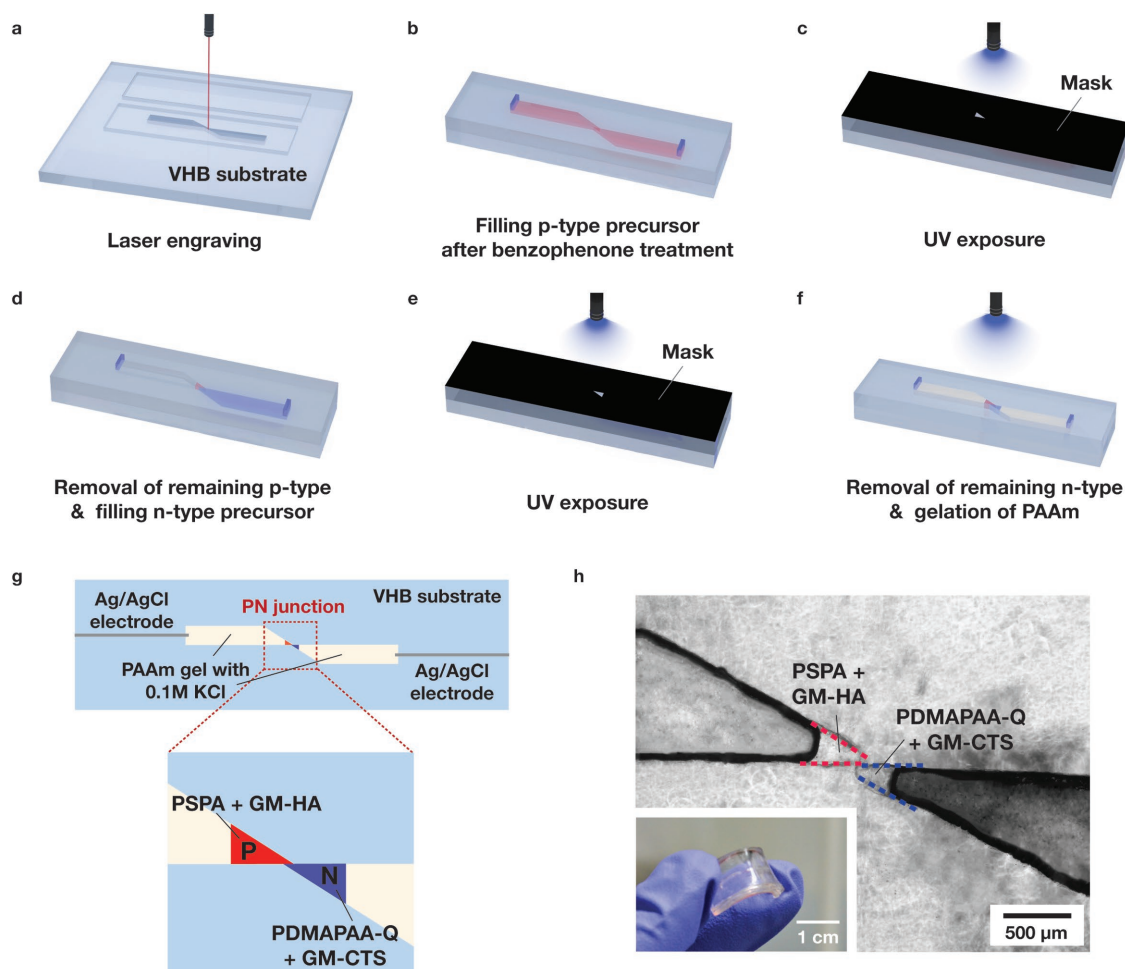 a
VHB substrate
Laser engraving
b
Filling p-type precursor
after benzophenone treatment
c
Mask
UV exposure
d
Removal of remaining p-type
& filling n-type precursor
e
Mask
UV exposure
f
Removal of remaining n-type
& gelation of PAAm
g
Ag/AgCl
electrode
PN junction
VHB substrate
PAAm gel with
0.1M KCl
Ag/AgCl
electrode
PSPA + GM-HA
P
N
PDMAPAA-Q
+ GM-CTS
h
PSPA +
GM-HA
PDMAPAA-Q
+ GM-CTS
1 cm
500 μm